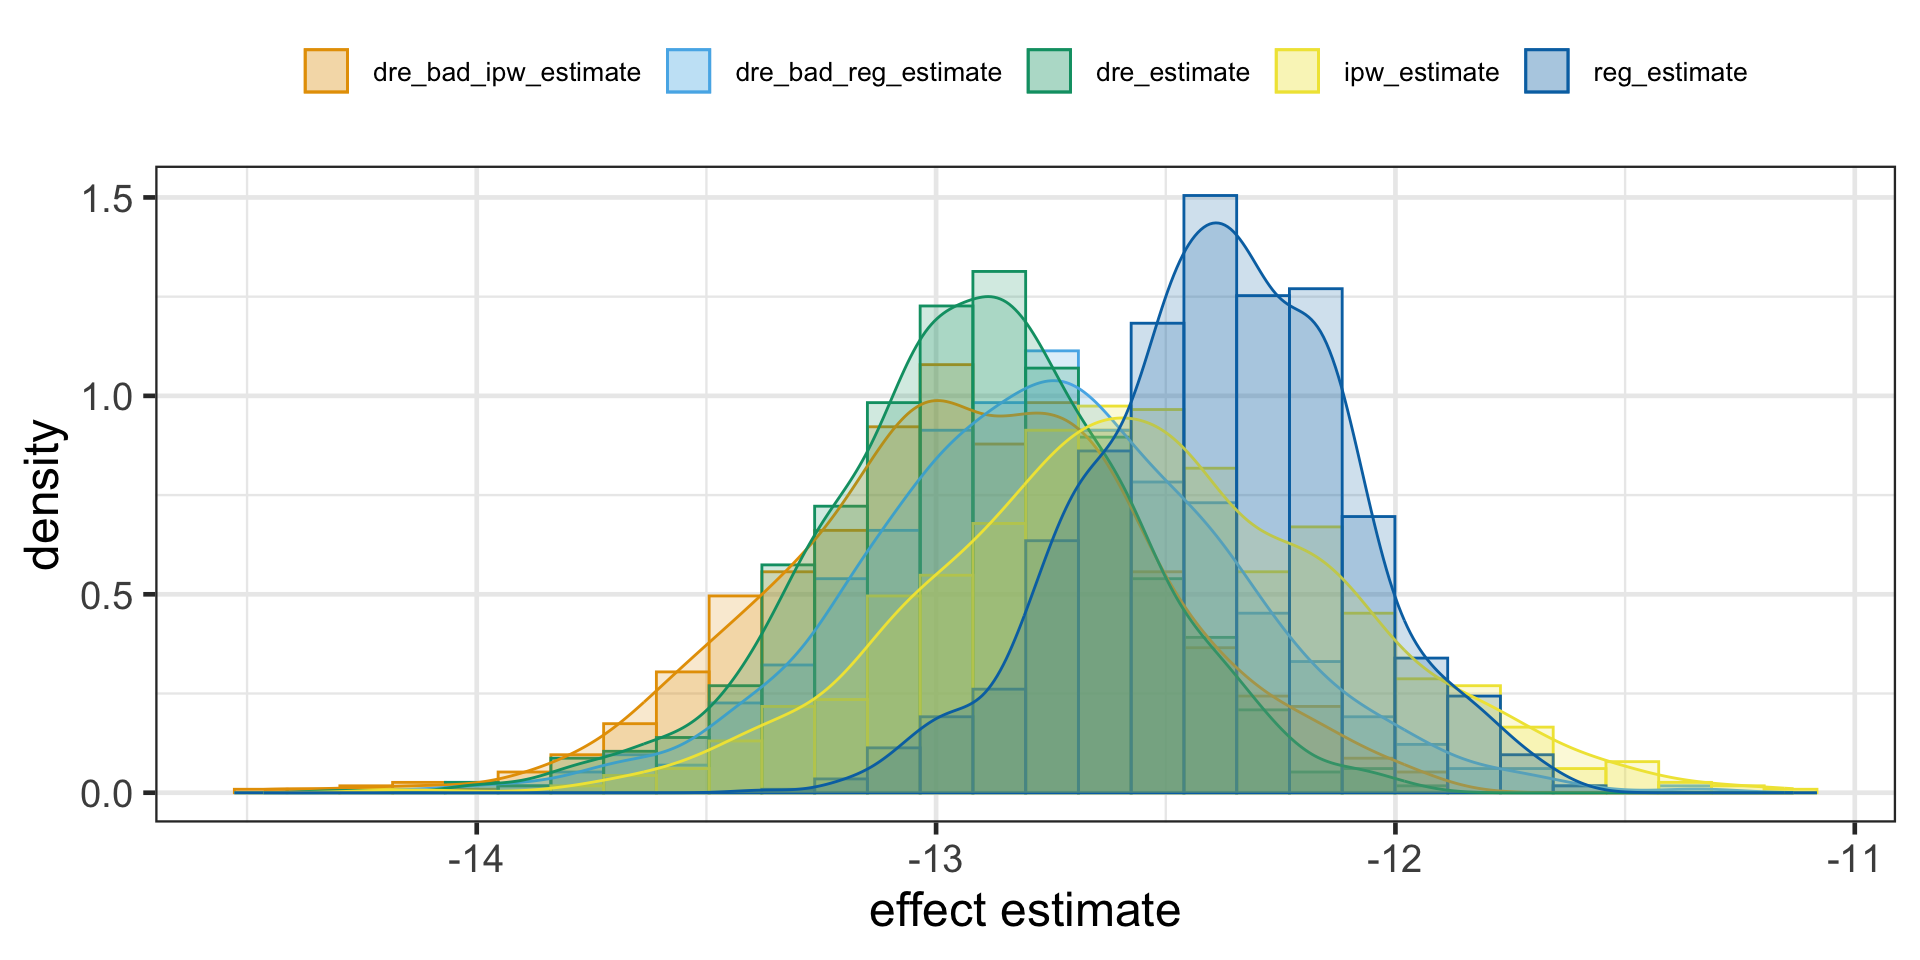 dre_bad_ipw_estimate dre_bad_reg_estimate dre_estimate ipw_estimate reg_estimate
1.5
1.0
0.5
0.0
density
-14 -13 -12 -11
effect estimate